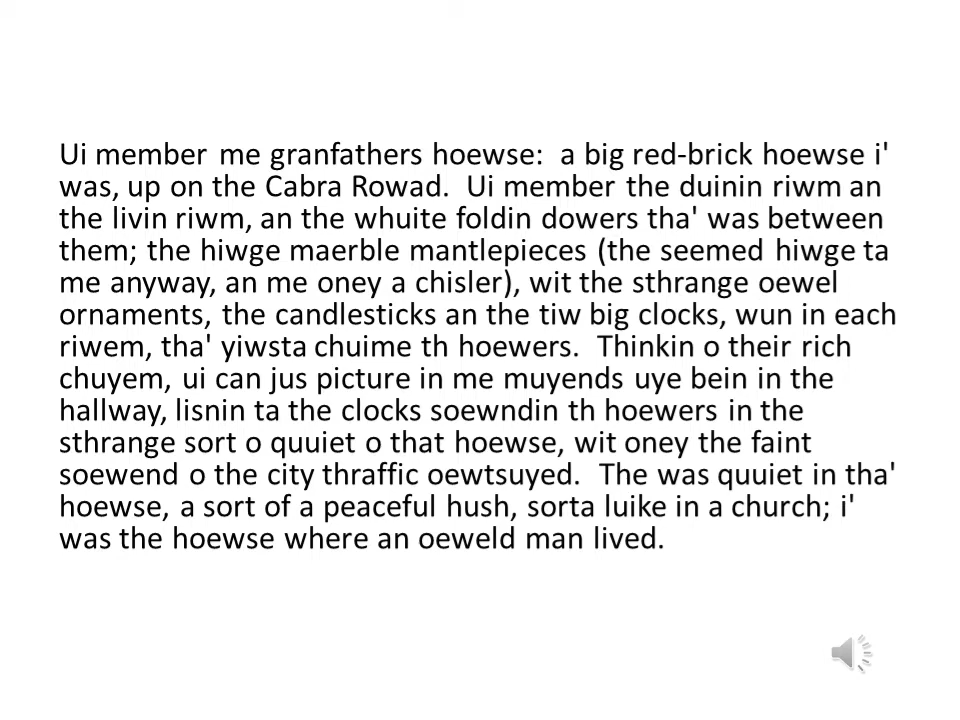 Ui member me granfathers hoewse:  a big red-brick hoewse i'
was, up on the Cabra Rowad.  Ui member the duinin riwm an
the livin riwm, an the whuite foldin dowers tha' was between
them; the hiwge maerble mantlepieces (the seemed hiwge ta
me anyway, an me oney a chisler), wit the sthrange oewel
ornaments, the candlesticks an the tiw big clocks, wun in each
riwem, tha' yiwsta chuime th hoewers.  Thinkin o their rich
chuyem, ui can jus picture in me muyends uye bein in the
hallway, lisnin ta the clocks soewndin th hoewers in the
sthrange sort o quuiet o that hoewse, wit oney the faint
soewend o the city thraffic oewtsuyed.  The was quuiet in tha'
hoewse, a sort of a peaceful hush, sorta luike in a church; i'
was the hoewse where an oeweld man lived.